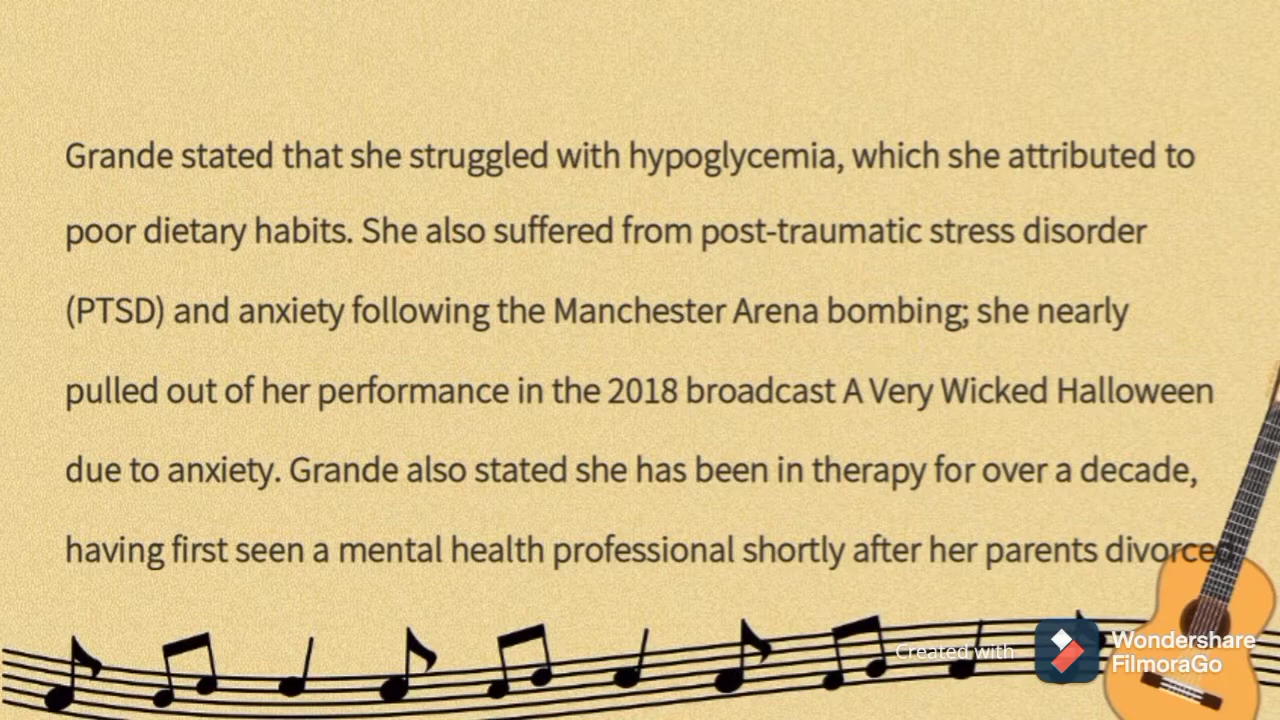 Grande stated that she struggled with hypoglycemia, which she attributed to
poor dietary habits. She also suffered from post-traumatic stress disorder
(PTSD) and anxiety following the Manchester Arena bombing; she nearly
pulled out of her performance in the 2018 broadcast A Very Wicked Halloween
due to anxiety. Grande also stated she has been in therapy for over a decade,
having first seen a mental health professional shortly after her parents divorced
Created with
Wondershare
FilmoraGo